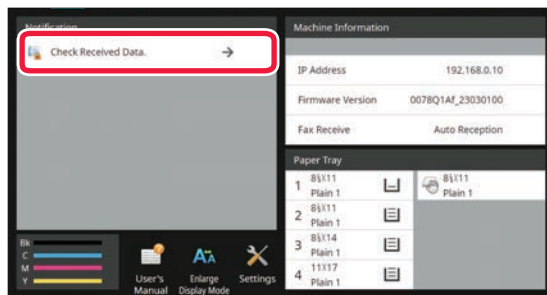 Notification
Check Received Data.
Machine Information
IP Address 192.168.0.10
Firmware Version 0078Q1Af_23030100
Fax Receive Auto Reception
Paper Tray
1 8½X11
Plain 1
8½X11
Plain 1
2 8½X11
Plain 1
3 8½X14
Plain 1
4 11X17
Plain 1
Bk
C
M
Y
User's
Manual
Enlarge
Display Mode
Settings